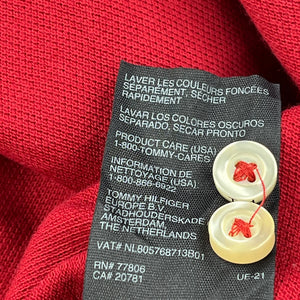 LAVER LES COULEURS FONCÉES
SÉPAREMENT, SÉCHER
RAPIDEMENT
LAVAR LOS COLORES OSCUROS
SEPARADO, SECAR PRONTO
PRODUCT CARE (USA)
1-800-TOMMY-CARES
INFORMATION DE
NETTOYAGE (USA)
1-800-866-6922
TOMMY HILFIGER
EUROPE B.V.
STADHOUDERSKADE
AMSTERDAM,
THE NETHERLANDS
VAT# NL805768713B01
RN# 77806
CA# 20781
UE-21